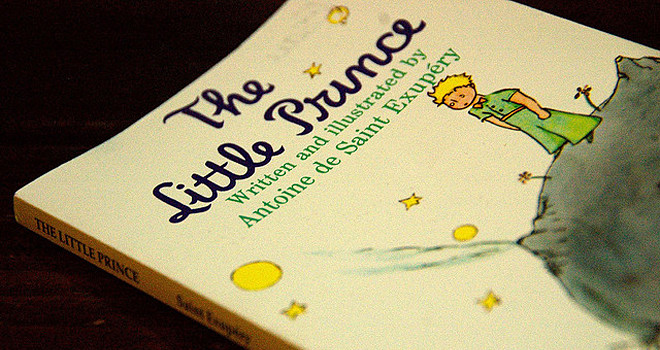 The
Little Prince
Written and illustrated by
Antoine de Saint Exupéry
THE LITTLE PRINCE
Saint Exupéry